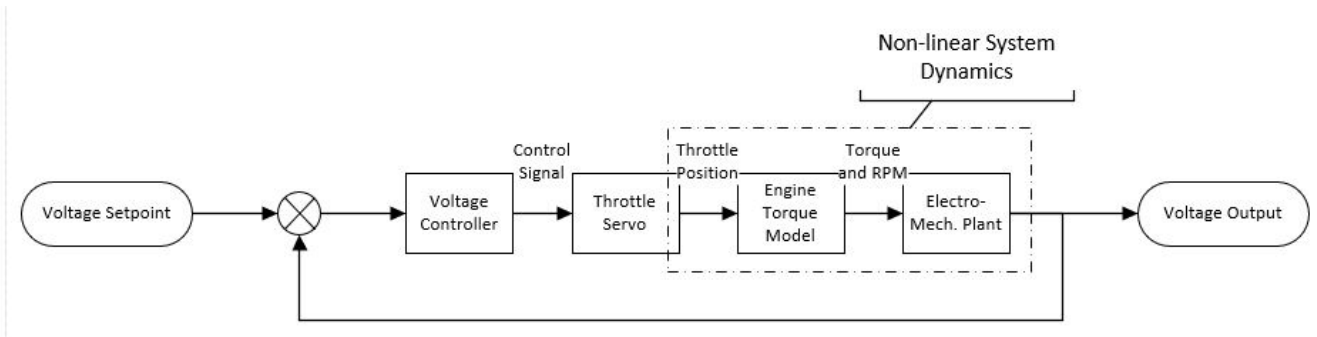 Non-linear System
Dynamics
Control
Signal
Throttle
Position
Torque
and RPM
Voltage Setpoint
Voltage
Controller
Throttle
Servo
Engine
Torque
Model
Electro-
Mech. Plant
Voltage Output